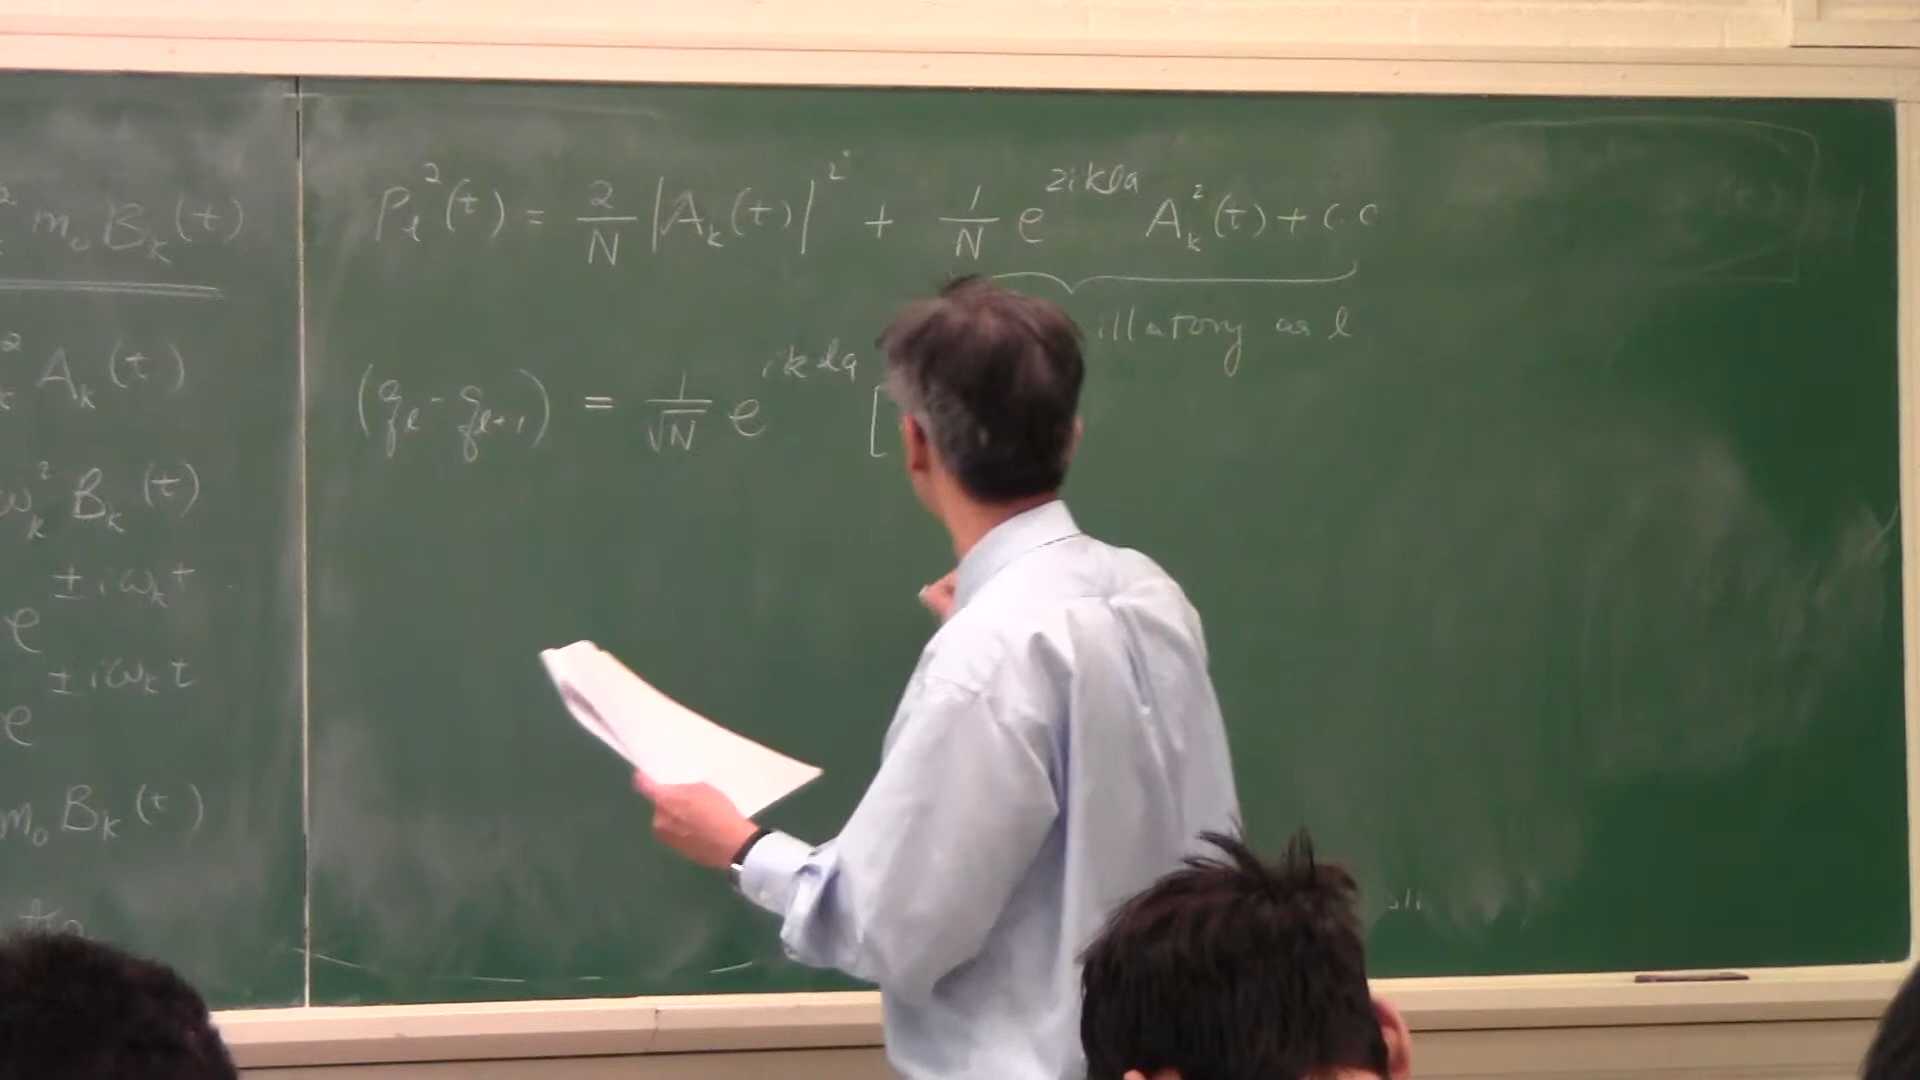 ² m₀ B_k(t)
² A_k(t)
ω_k² B_k(t)
e^{±iω_k t}
e^{±iω_k t}
m₀ B_k(t)
P_ℓ²(t) = 2/N |A_k(t)|² + 1/N e^{2ikℓa} A_k²(t) + c.c
illatory as ℓ
(q_ℓ - q_{ℓ+1}) = 1/√N e^{ikℓa} [